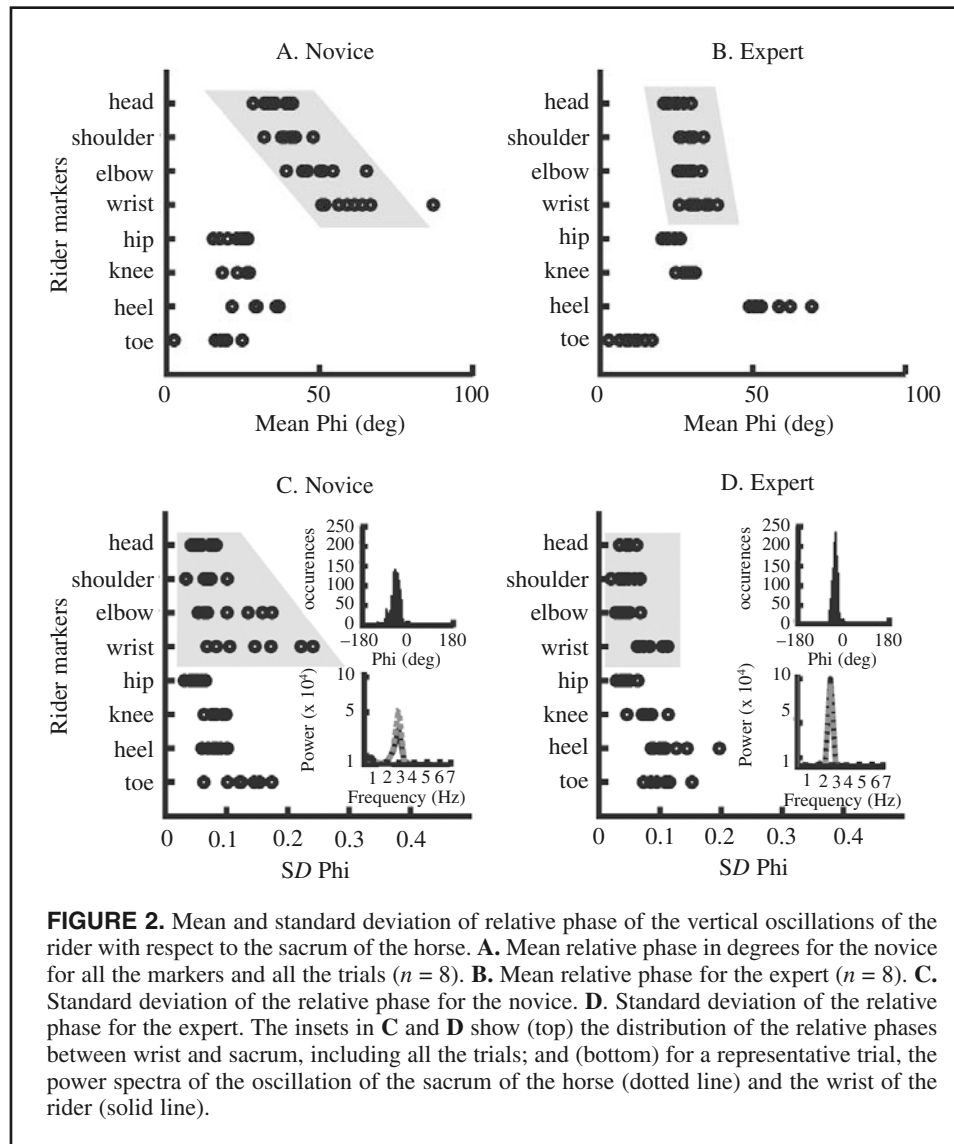 A. Novice
B. Expert
Rider markers
head
shoulder
elbow
wrist
hip
knee
heel
toe
0 50 100
Mean Phi (deg)
head
shoulder
elbow
wrist
hip
knee
heel
toe
0 50 100
Mean Phi (deg)
C. Novice
D. Expert
Rider markers
head
shoulder
elbow
wrist
hip
knee
heel
toe
0 0.1 0.2 0.3 0.4
SD Phi
occurences
250
200
150
100
50
0
−180 0 180
Phi (deg)
Power (x 10⁴)
10
5
1
1 2 3 4 5 6 7
Frequency (Hz)
head
shoulder
elbow
wrist
hip
knee
heel
toe
0 0.1 0.2 0.3 0.4
SD Phi
occurences
250
200
150
100
50
0
−180 0 180
Phi (deg)
Power (x 10⁴)
10
5
1
1 2 3 4 5 6 7
Frequency (Hz)
FIGURE 2. Mean and standard deviation of relative phase of the vertical oscillations of the
rider with respect to the sacrum of the horse. A. Mean relative phase in degrees for the novice
for all the markers and all the trials (n = 8). B. Mean relative phase for the expert (n = 8). C.
Standard deviation of the relative phase for the novice. D. Standard deviation of the relative
phase for the expert. The insets in C and D show (top) the distribution of the relative phases
between wrist and sacrum, including all the trials; and (bottom) for a representative trial, the
power spectra of the oscillation of the sacrum of the horse (dotted line) and the wrist of the
rider (solid line).